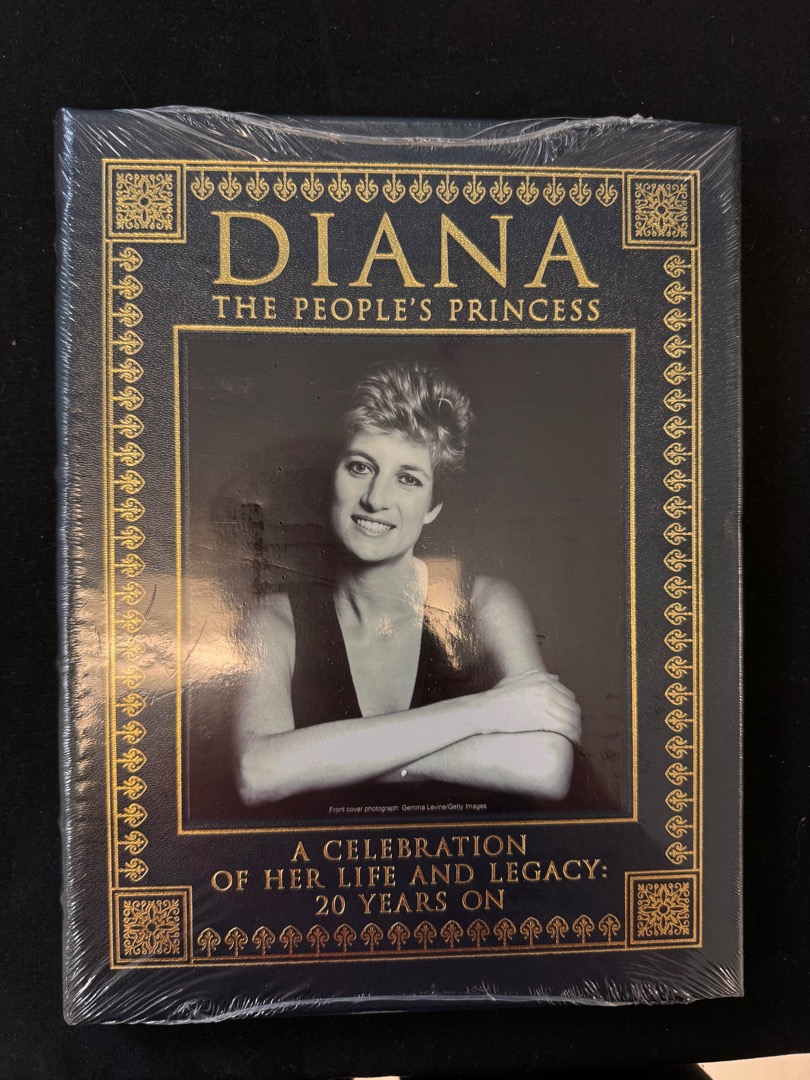 DIANA
THE PEOPLE'S PRINCESS
Front cover photograph: Gemma Levine/Getty Images
A CELEBRATION
OF HER LIFE AND LEGACY:
20 YEARS ON